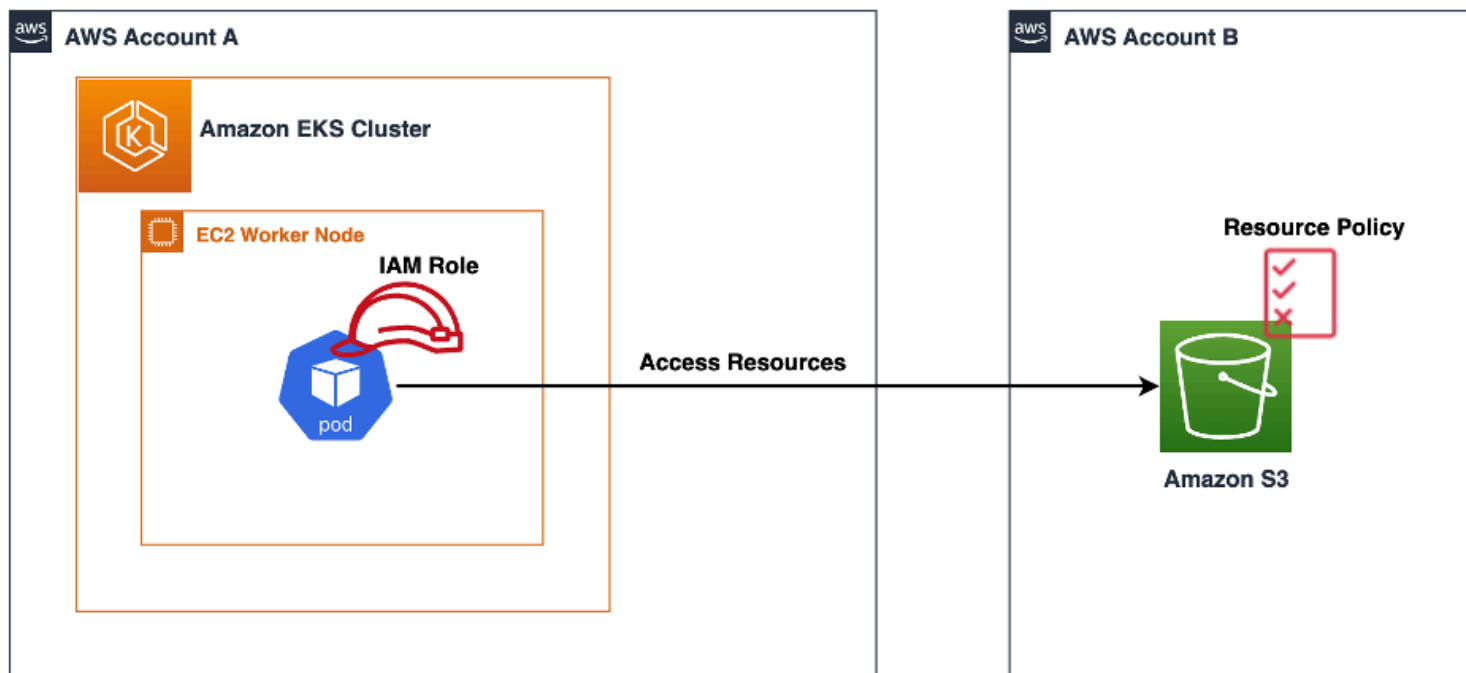 aws
AWS Account A
aws
AWS Account B
K
Amazon EKS Cluster
EC2 Worker Node
IAM Role
pod
Access Resources
Resource Policy
Amazon S3